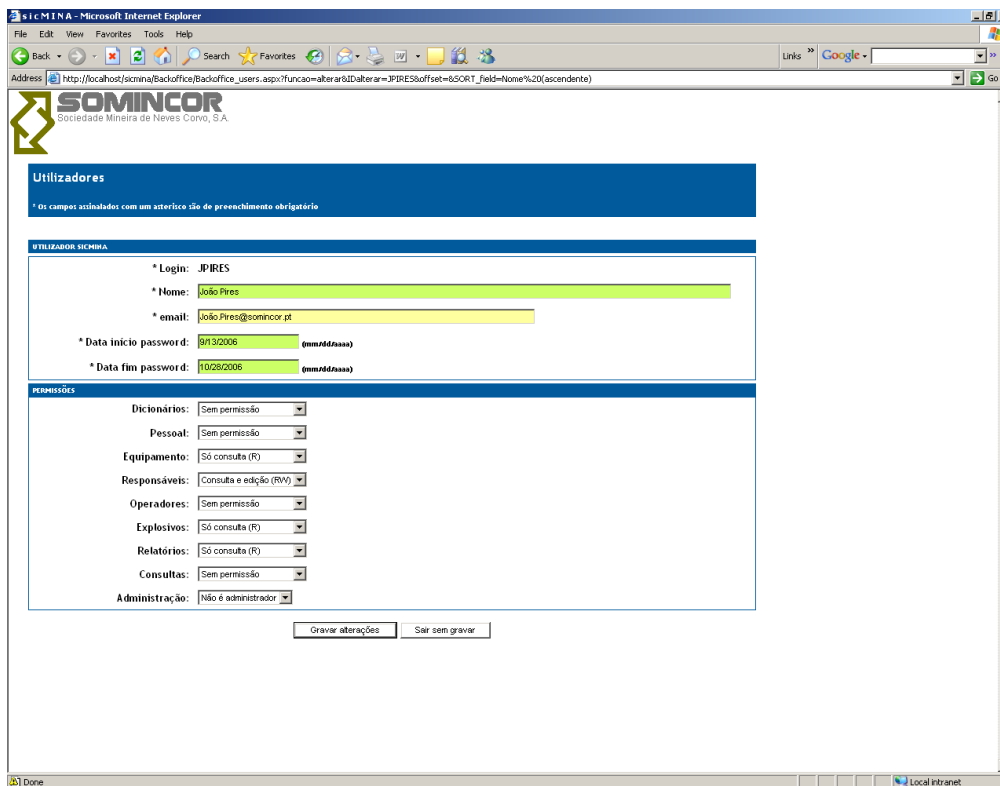 sicMINA - Microsoft Internet Explorer
File Edit View Favorites Tools Help
Back Search Favorites Links » Google »
Address http://localhost/sicmina/Backoffice/Backoffice_users.aspx?funcao=alterar&IDalterar=JPIRES&offset=&SORT_field=Nome%20(ascendente) Go
SOMINCOR
Sociedade Mineira de Neves Corvo, S.A.
Utilizadores
* Os campos assinalados com um asterisco são de preenchimento obrigatório
UTILIZADOR SICMINA
* Login: JPIRES
* Nome: João Pires
* email: João.Pires@somincor.pt
* Data início password: 9/13/2006 (mm/dd/aaaa)
* Data fim password: 10/28/2006 (mm/dd/aaaa)
PERMISSÕES
Dicionários: Sem permissão
Pessoal: Sem permissão
Equipamento: Só consulta (R)
Responsáveis: Consulta e edição (RW)
Operadores: Sem permissão
Explosivos: Só consulta (R)
Relatórios: Só consulta (R)
Consultas: Sem permissão
Administração: Não é administrador
Gravar alterações Sair sem gravar
Done Local intranet